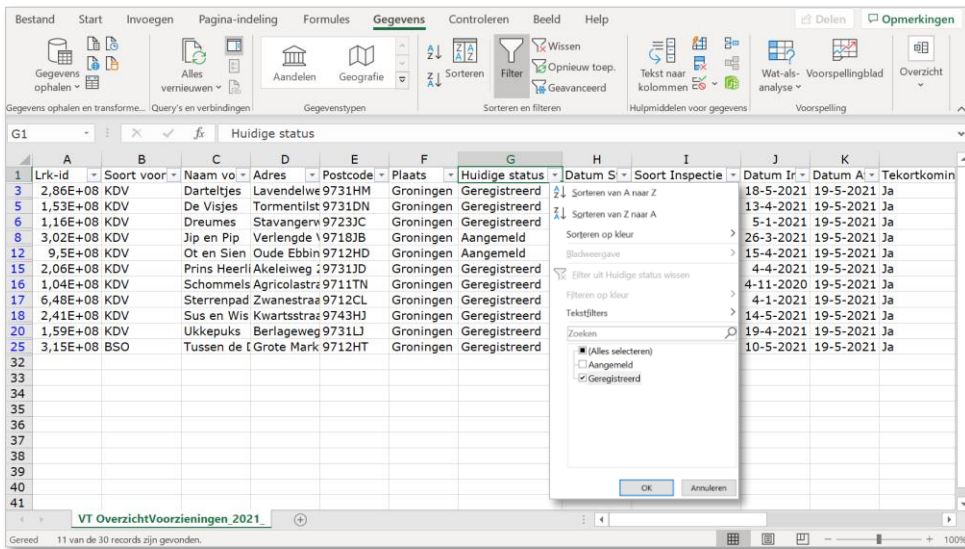 Bestand Start Invoegen Pagina-indeling Formules Gegevens Controleren Beeld Help Delen Opmerkingen
Gegevens ophalen
Alles vernieuwen
Aandelen
Geografie
Sorteren
Filter
Wissen
Opnieuw toep.
Geavanceerd
Tekst naar kolommen
Wat-als-analyse
Voorspellingblad
Overzicht
Gegevens ophalen en transforme... Query's en verbindingen Gegevenstypen Sorteren en filteren Hulpmiddelen voor gegevens Voorspelling
G1 fx Huidige status
A B C D E F G H I J K
1 Lrk-id Soort voor Naam vo Adres Postcode Plaats Huidige status Datum S Soort Inspectie Datum Ir Datum A Tekortkomin
3 2,86E+08 KDV Darteltjes Lavendelwe 9731HM Groningen Geregistreerd 18-5-2021 19-5-2021 Ja
5 1,53E+08 KDV De Visjes Tormentilst 9731DN Groningen Geregistreerd 13-4-2021 19-5-2021 Ja
6 1,16E+08 KDV Dreumes Stavangerw 9723JC Groningen Geregistreerd 5-1-2021 19-5-2021 Ja
8 3,02E+08 KDV Jip en Pip Verlengde 9718JB Groningen Aangemeld 26-3-2021 19-5-2021 Ja
12 9,5E+08 KDV Ot en Sien Oude Ebbin 9712HD Groningen Aangemeld 15-4-2021 19-5-2021 Ja
15 2,06E+08 KDV Prins Heerli Akeleiweg 2 9731JD Groningen Geregistreerd 4-4-2021 19-5-2021 Ja
16 1,04E+08 KDV Schommels Agricolastra 9711TN Groningen Geregistreerd 4-11-2020 19-5-2021 Ja
17 6,48E+08 KDV Sterrenpad Zwanestraa 9712CL Groningen Geregistreerd 4-1-2021 19-5-2021 Ja
18 2,41E+08 KDV Sus en Wis Kwartsstraa 9743HJ Groningen Geregistreerd 14-5-2021 19-5-2021 Ja
20 1,59E+08 KDV Ukkepuks Berlageweg 9731LJ Groningen Geregistreerd 19-4-2021 19-5-2021 Ja
25 3,15E+08 BSO Tussen de Grote Mark 9712HT Groningen Geregistreerd 10-5-2021 19-5-2021 Ja
32
33
34
35
36
37
38
39
40
41
Sorteren van A naar Z
Sorteren van Z naar A
Sorteren op kleur
Bladweergave
Filter uit Huidige status wissen
Filteren op kleur
Tekstfilters
Zoeken
(Alles selecteren)
Aangemeld
Geregistreerd
OK Annuleren
VT OverzichtVoorzieningen_2021_
Gereed 11 van de 30 records zijn gevonden. 100%